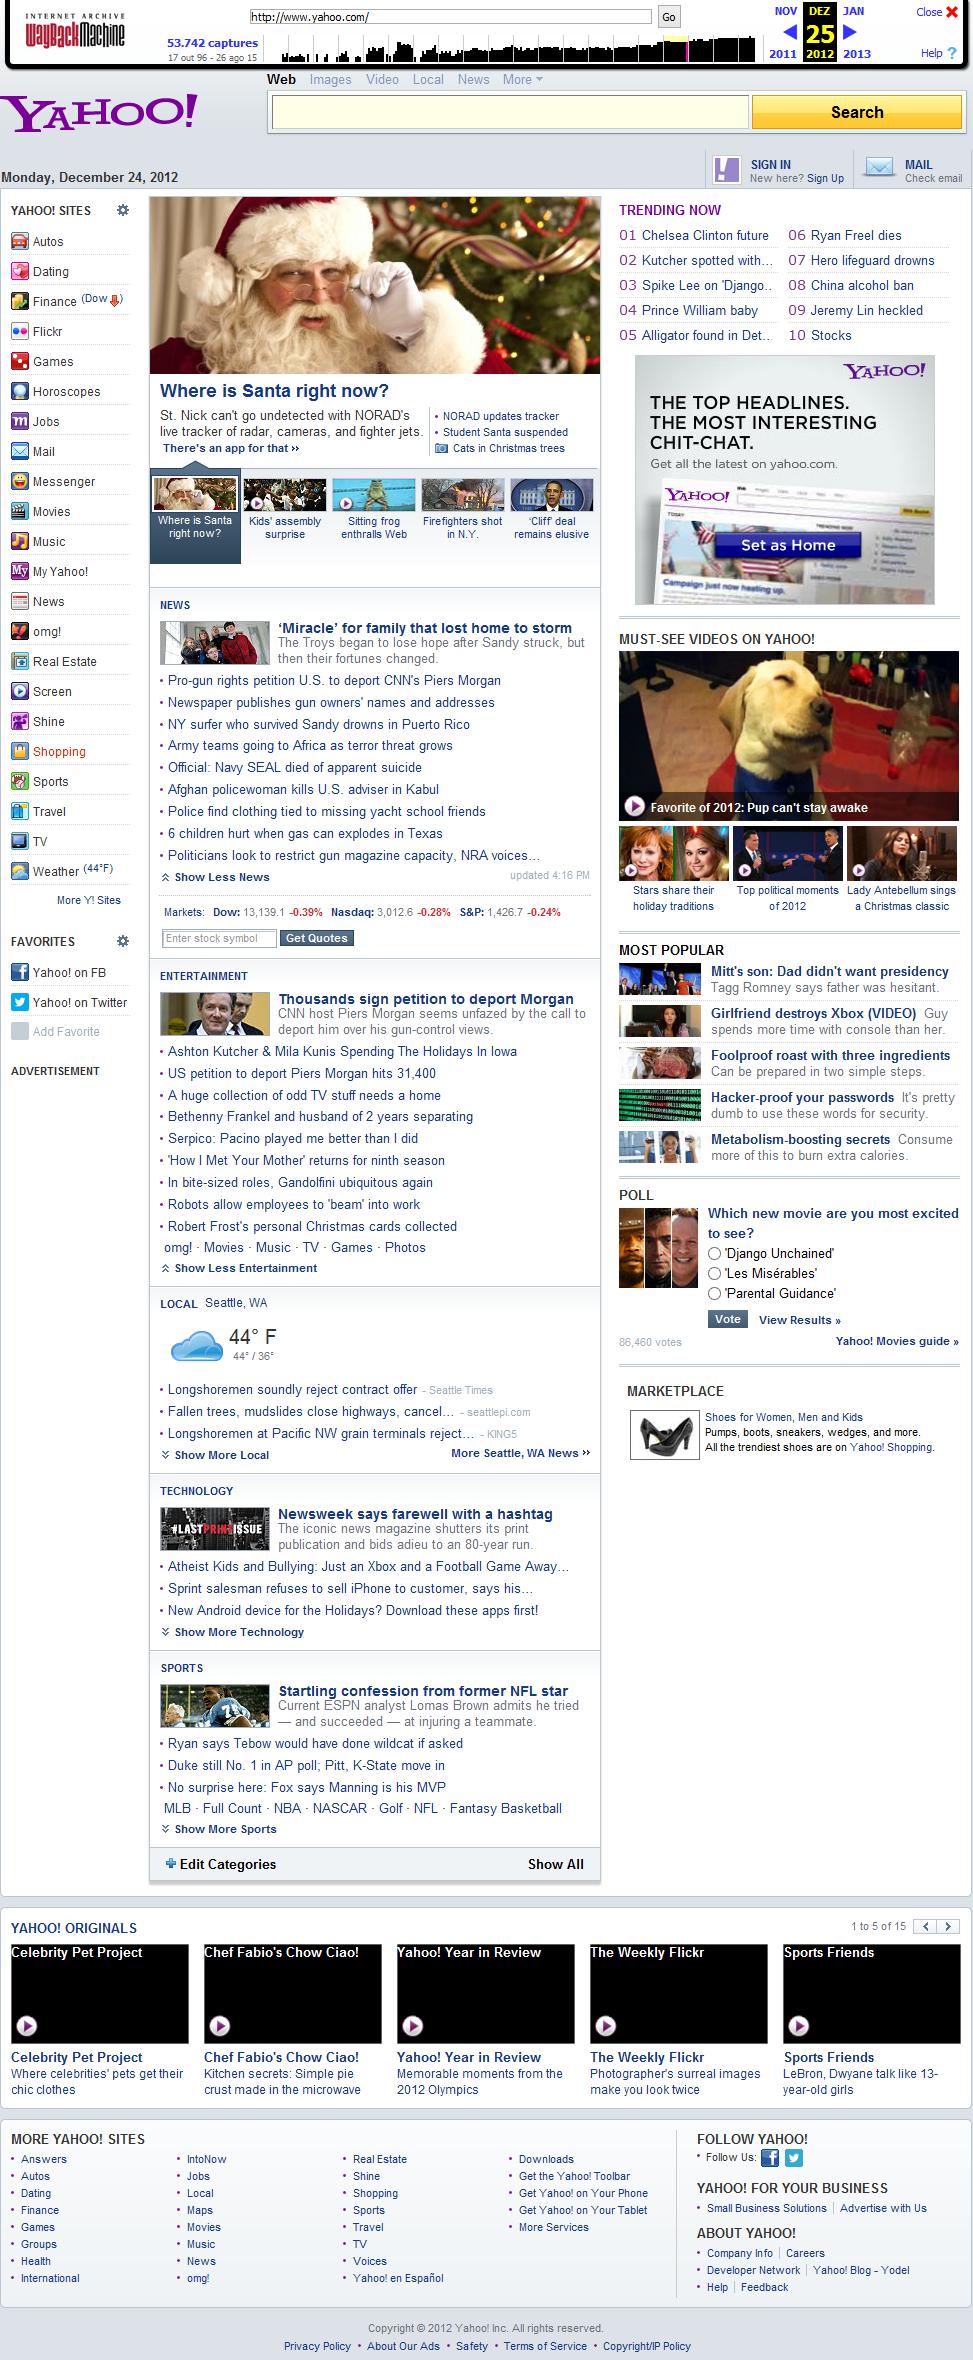 INTERNET ARCHIVE
WayBackMachine
http://www.yahoo.com/
Go
53.742 captures
17 out 96 - 26 ago 15
NOV DEZ JAN
25
2011 2012 2013
Close
Help ?
Web Images Video Local News More
YAHOO!
Search
Monday, December 24, 2012
SIGN IN
New here? Sign Up
MAIL
Check email
YAHOO! SITES
Autos
Dating
Finance (Dow )
Flickr
Games
Horoscopes
Jobs
Mail
Messenger
Movies
Music
My Yahoo!
News
omg!
Real Estate
Screen
Shine
Shopping
Sports
Travel
TV
Weather (44°F)
More Y! Sites
FAVORITES
Yahoo! on FB
Yahoo! on Twitter
Add Favorite
ADVERTISEMENT
Where is Santa right now?
St. Nick can't go undetected with NORAD's
live tracker of radar, cameras, and fighter jets.
There's an app for that ››
• NORAD updates tracker
• Student Santa suspended
Cats in Christmas trees
Where is Santa
right now?
Kids' assembly
surprise
Sitting frog
enthralls Web
Firefighters shot
in N.Y.
'Cliff' deal
remains elusive
NEWS
‘Miracle’ for family that lost home to storm
The Troys began to lose hope after Sandy struck, but
then their fortunes changed.
• Pro-gun rights petition U.S. to deport CNN's Piers Morgan
• Newspaper publishes gun owners' names and addresses
• NY surfer who survived Sandy drowns in Puerto Rico
• Army teams going to Africa as terror threat grows
• Official: Navy SEAL died of apparent suicide
• Afghan policewoman kills U.S. adviser in Kabul
• Police find clothing tied to missing yacht school friends
• 6 children hurt when gas can explodes in Texas
• Politicians look to restrict gun magazine capacity, NRA voices...
Show Less News
updated 4:16 PM
Markets: Dow: 13,139.1 -0.39% Nasdaq: 3,012.6 -0.28% S&P: 1,426.7 -0.24%
Enter stock symbol
Get Quotes
ENTERTAINMENT
Thousands sign petition to deport Morgan
CNN host Piers Morgan seems unfazed by the call to
deport him over his gun-control views.
• Ashton Kutcher & Mila Kunis Spending The Holidays In Iowa
• US petition to deport Piers Morgan hits 31,400
• A huge collection of odd TV stuff needs a home
• Bethenny Frankel and husband of 2 years separating
• Serpico: Pacino played me better than I did
• 'How I Met Your Mother' returns for ninth season
• In bite-sized roles, Gandolfini ubiquitous again
• Robots allow employees to 'beam' into work
• Robert Frost's personal Christmas cards collected
omg! · Movies · Music · TV · Games · Photos
Show Less Entertainment
LOCAL Seattle, WA
44° F
44° / 36°
• Longshoremen soundly reject contract offer - Seattle Times
• Fallen trees, mudslides close highways, cancel... - seattlepi.com
• Longshoremen at Pacific NW grain terminals reject... - KING5
Show More Local
More Seattle, WA News ››
TECHNOLOGY
#LASTPRINTISSUE
Newsweek says farewell with a hashtag
The iconic news magazine shutters its print
publication and bids adieu to an 80-year run.
• Atheist Kids and Bullying: Just an Xbox and a Football Game Away...
• Sprint salesman refuses to sell iPhone to customer, says his...
• New Android device for the Holidays? Download these apps first!
Show More Technology
SPORTS
Startling confession from former NFL star
Current ESPN analyst Lomas Brown admits he tried
— and succeeded — at injuring a teammate.
• Ryan says Tebow would have done wildcat if asked
• Duke still No. 1 in AP poll; Pitt, K-State move in
• No surprise here: Fox says Manning is his MVP
MLB · Full Count · NBA · NASCAR · Golf · NFL · Fantasy Basketball
Show More Sports
Edit Categories
Show All
TRENDING NOW
01 Chelsea Clinton future
02 Kutcher spotted with...
03 Spike Lee on 'Django..
04 Prince William baby
05 Alligator found in Det..
06 Ryan Freel dies
07 Hero lifeguard drowns
08 China alcohol ban
09 Jeremy Lin heckled
10 Stocks
YAHOO!
THE TOP HEADLINES.
THE MOST INTERESTING
CHIT-CHAT.
Get all the latest on yahoo.com.
YAHOO!
TODAY
Set as Home
Campaign just now heating up.
MUST-SEE VIDEOS ON YAHOO!
Favorite of 2012: Pup can't stay awake
Stars share their
holiday traditions
Top political moments
of 2012
Lady Antebellum sings
a Christmas classic
MOST POPULAR
Mitt's son: Dad didn't want presidency
Tagg Romney says father was hesitant.
Girlfriend destroys Xbox (VIDEO) Guy
spends more time with console than her.
Foolproof roast with three ingredients
Can be prepared in two simple steps.
Hacker-proof your passwords It's pretty
dumb to use these words for security.
Metabolism-boosting secrets Consume
more of this to burn extra calories.
POLL
Which new movie are you most excited
to see?
'Django Unchained'
'Les Misérables'
'Parental Guidance'
Vote
View Results »
86,460 votes
Yahoo! Movies guide »
MARKETPLACE
Shoes for Women, Men and Kids
Pumps, boots, sneakers, wedges, and more.
All the trendiest shoes are on Yahoo! Shopping.
YAHOO! ORIGINALS
1 to 5 of 15
Celebrity Pet Project
Chef Fabio's Chow Ciao!
Yahoo! Year in Review
The Weekly Flickr
Sports Friends
Celebrity Pet Project
Where celebrities' pets get their
chic clothes
Chef Fabio's Chow Ciao!
Kitchen secrets: Simple pie
crust made in the microwave
Yahoo! Year in Review
Memorable moments from the
2012 Olympics
The Weekly Flickr
Photographer's surreal images
make you look twice
Sports Friends
LeBron, Dwyane talk like 13-
year-old girls
MORE YAHOO! SITES
• Answers
• Autos
• Dating
• Finance
• Games
• Groups
• Health
• International
• IntoNow
• Jobs
• Local
• Maps
• Movies
• Music
• News
• omg!
• Real Estate
• Shine
• Shopping
• Sports
• Travel
• TV
• Voices
• Yahoo! en Español
• Downloads
• Get the Yahoo! Toolbar
• Get Yahoo! on Your Phone
• Get Yahoo! on Your Tablet
• More Services
FOLLOW YAHOO!
• Follow Us:
YAHOO! FOR YOUR BUSINESS
• Small Business Solutions | Advertise with Us
ABOUT YAHOO!
• Company Info | Careers
• Developer Network | Yahoo! Blog - Yodel
• Help | Feedback
Copyright © 2012 Yahoo! Inc. All rights reserved.
Privacy Policy • About Our Ads • Safety • Terms of Service • Copyright/IP Policy